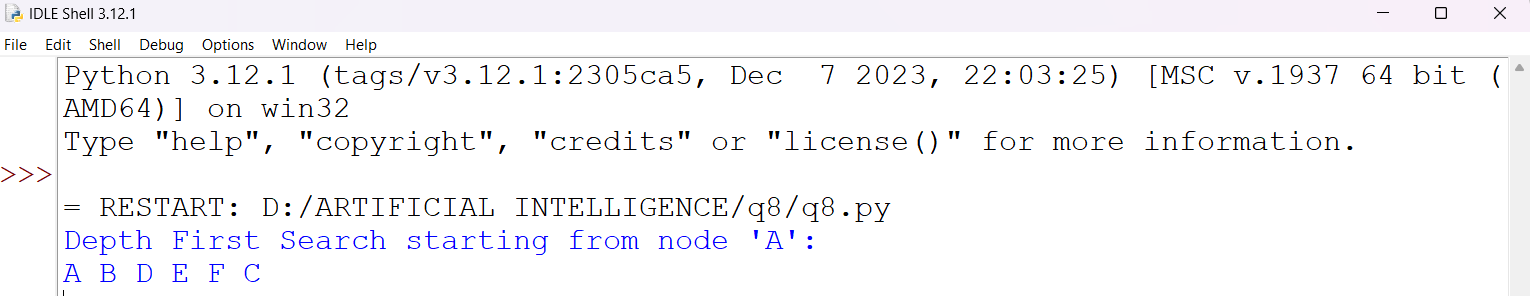 IDLE Shell 3.12.1
File Edit Shell Debug Options Window Help
Python 3.12.1 (tags/v3.12.1:2305ca5, Dec  7 2023, 22:03:25) [MSC v.1937 64 bit (
AMD64)] on win32
Type "help", "copyright", "credits" or "license()" for more information.
>>>
= RESTART: D:/ARTIFICIAL INTELLIGENCE/q8/q8.py
Depth First Search starting from node 'A':
A B D E F C